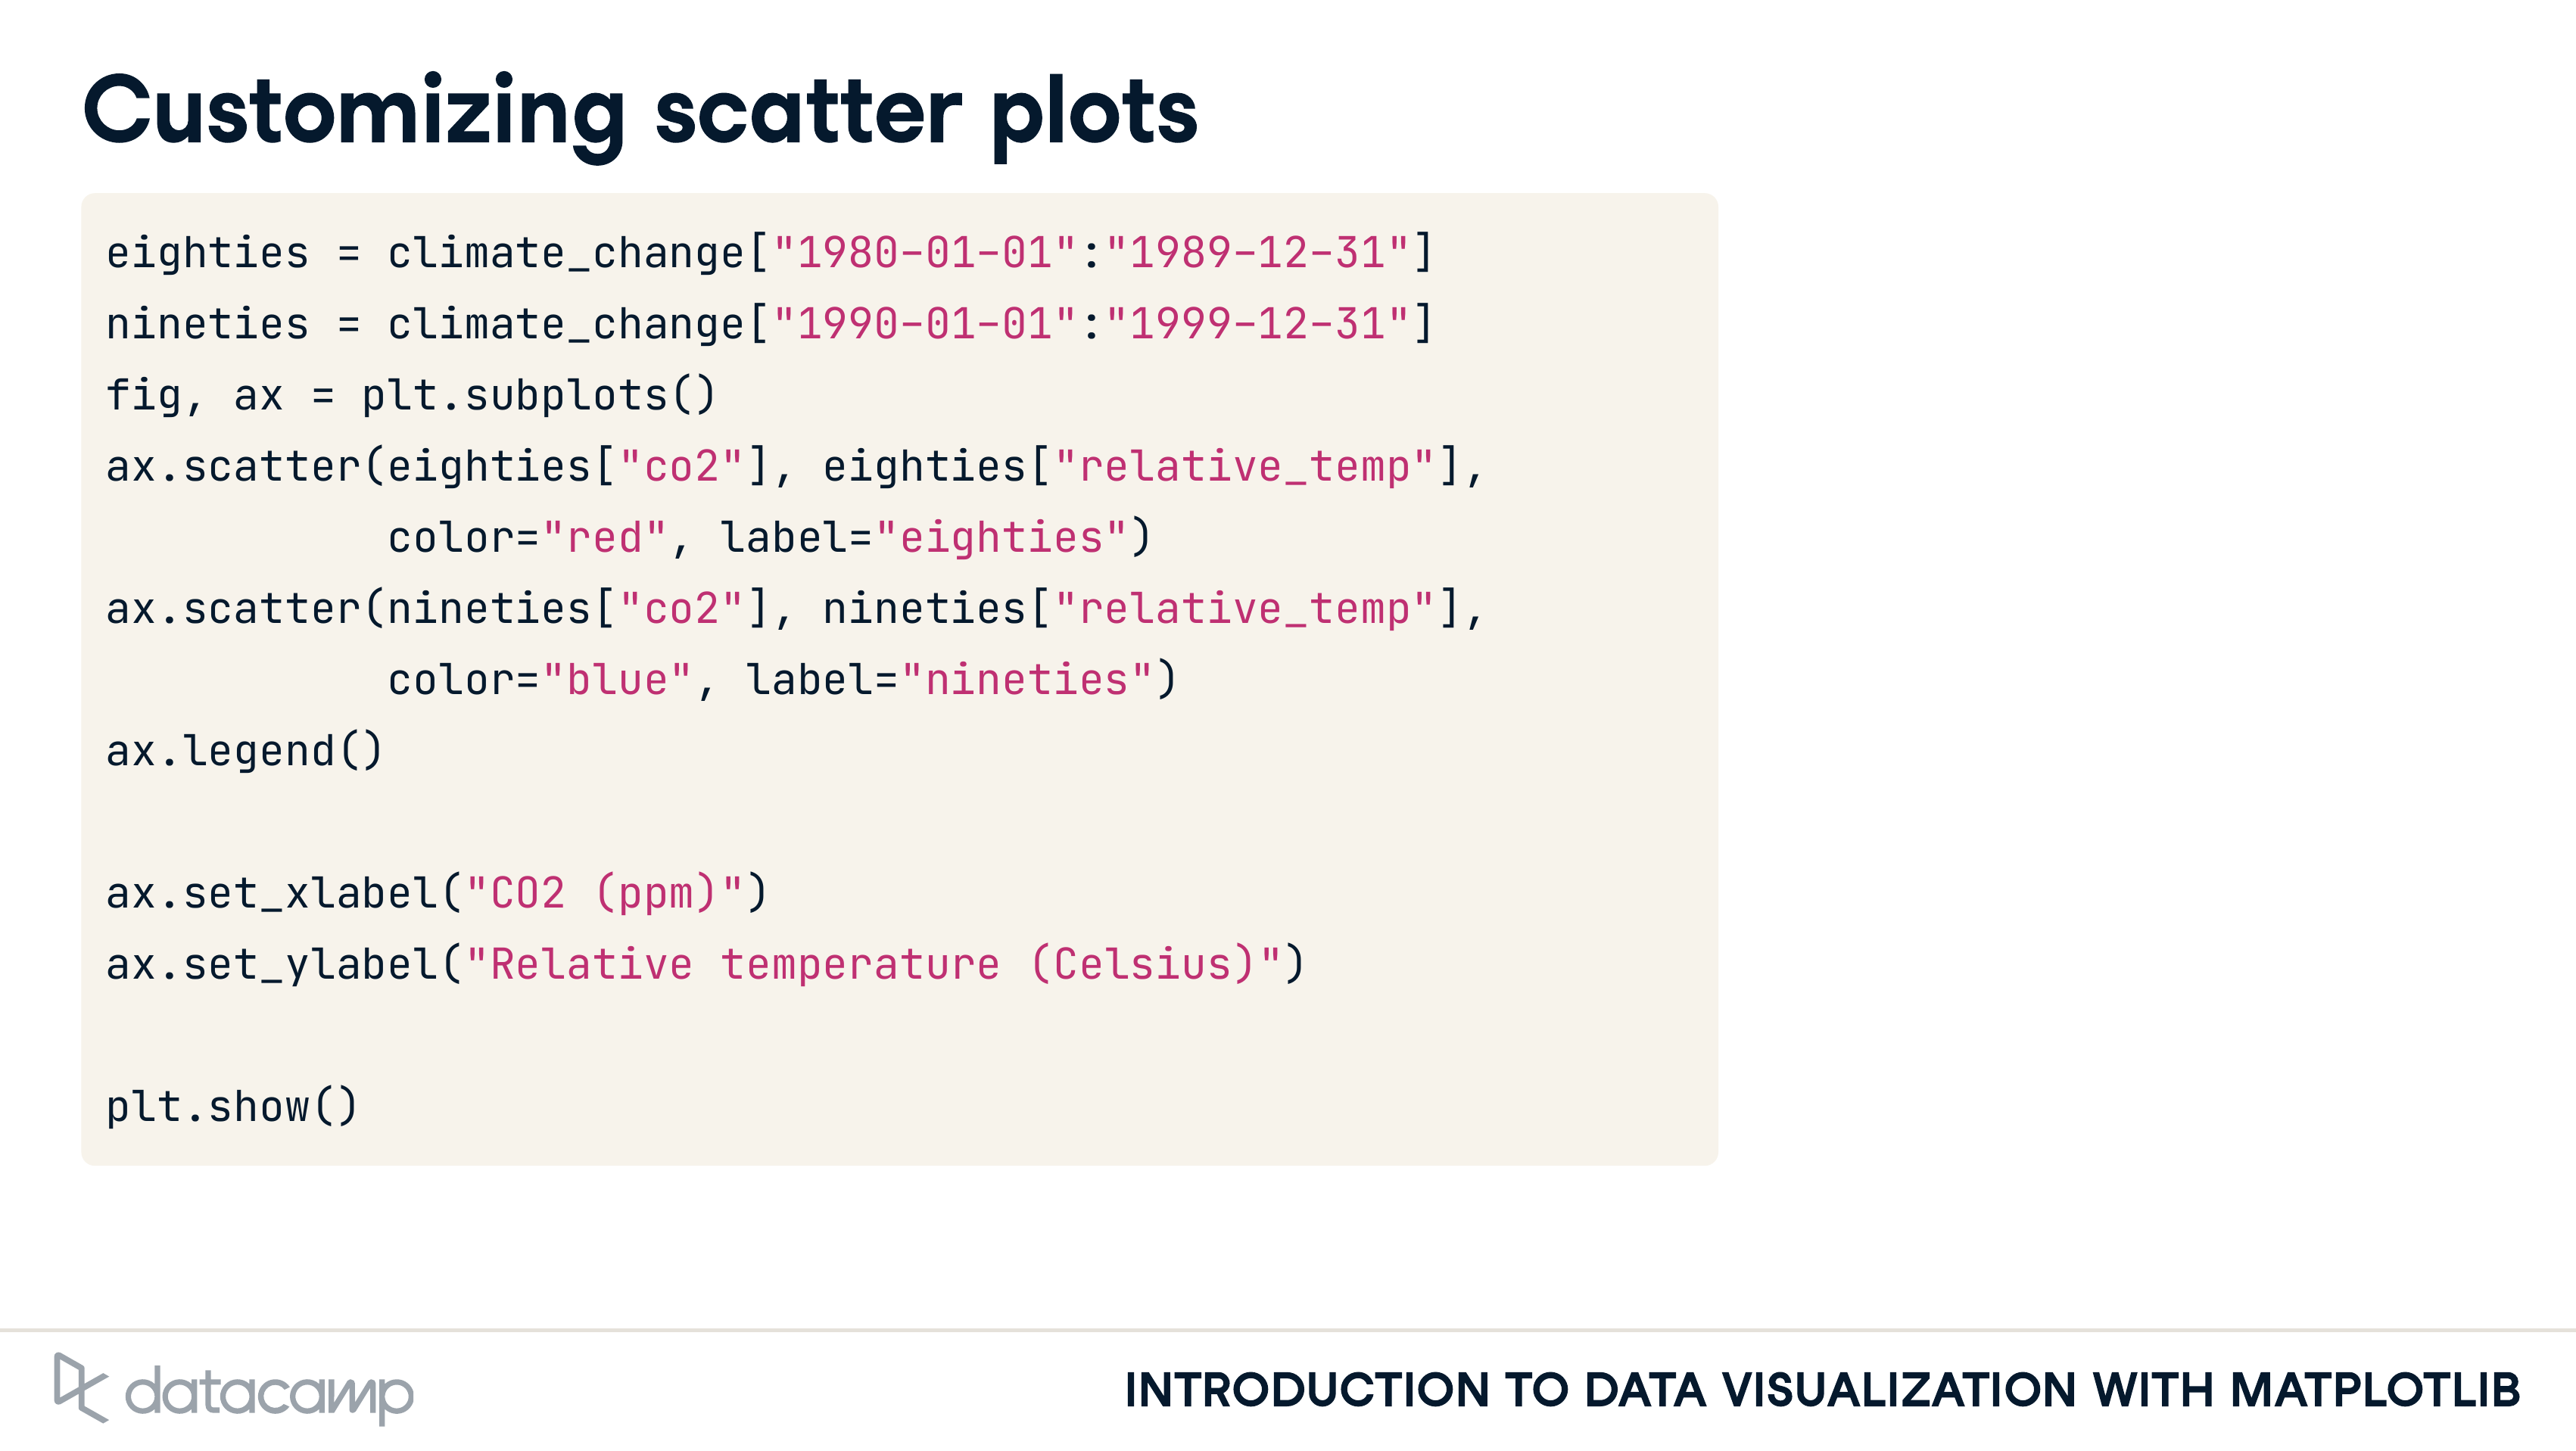 Customizing scatter plots
eighties = climate_change["1980-01-01":"1989-12-31"]
nineties = climate_change["1990-01-01":"1999-12-31"]
fig, ax = plt.subplots()
ax.scatter(eighties["co2"], eighties["relative_temp"],
           color="red", label="eighties")
ax.scatter(nineties["co2"], nineties["relative_temp"],
           color="blue", label="nineties")
ax.legend()
ax.set_xlabel("CO2 (ppm)")
ax.set_ylabel("Relative temperature (Celsius)")
plt.show()
datacamp
INTRODUCTION TO DATA VISUALIZATION WITH MATPLOTLIB